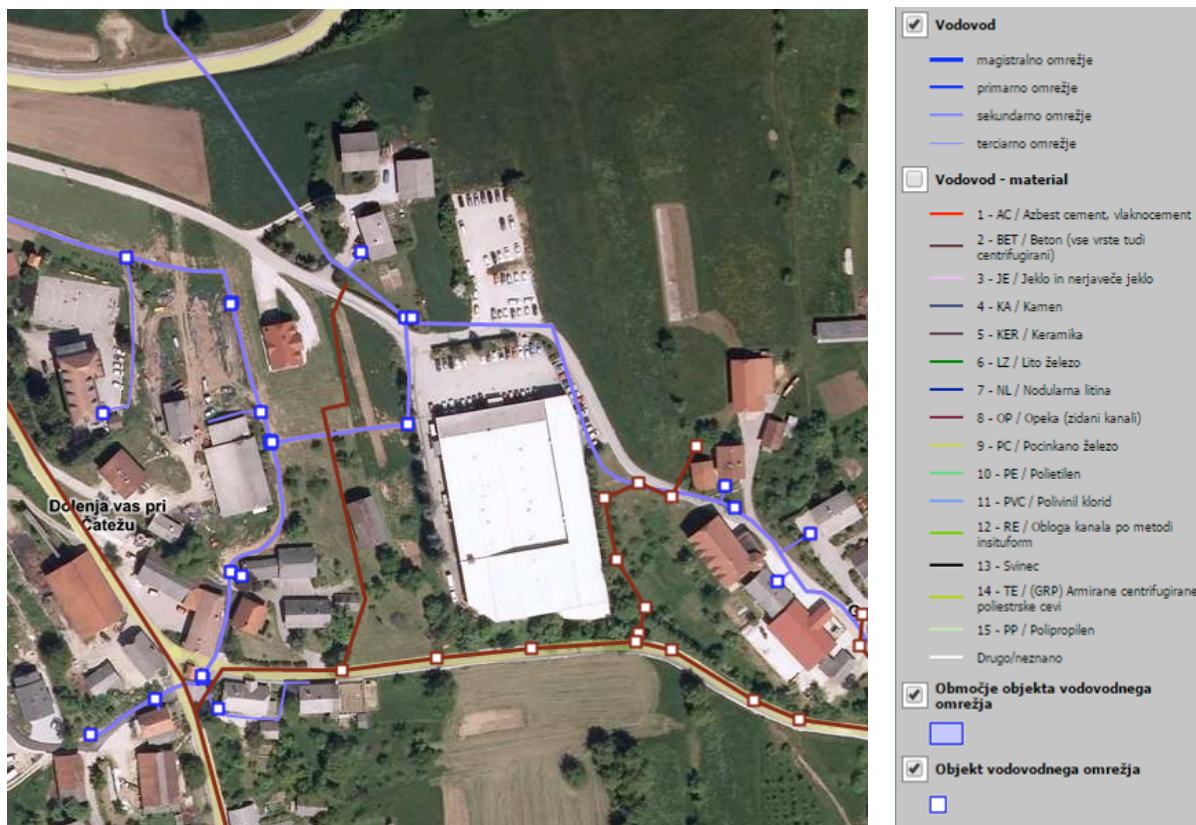 Dolenja vas pri
Čatežu
Vodovod
magistralno omrežje
primarno omrežje
sekundarno omrežje
terciarno omrežje
Vodovod - material
1 - AC / Azbest cement, vlaknocement
2 - BET / Beton (vse vrste tudi
centrifugirani)
3 - JE / Jeklo in nerjaveče jeklo
4 - KA / Kamen
5 - KER / Keramika
6 - LZ / Lito železo
7 - NL / Nodularna litina
8 - OP / Opeka (zidani kanali)
9 - PC / Pocinkano železo
10 - PE / Polietilen
11 - PVC / Polivinil klorid
12 - RE / Obloga kanala po metodi
insituform
13 - Svinec
14 - TE / (GRP) Armirane centrifugirane
poliestrske cevi
15 - PP / Polipropilen
Drugo/neznano
Območje objekta vodovodnega
omrežja
Objekt vodovodnega omrežja